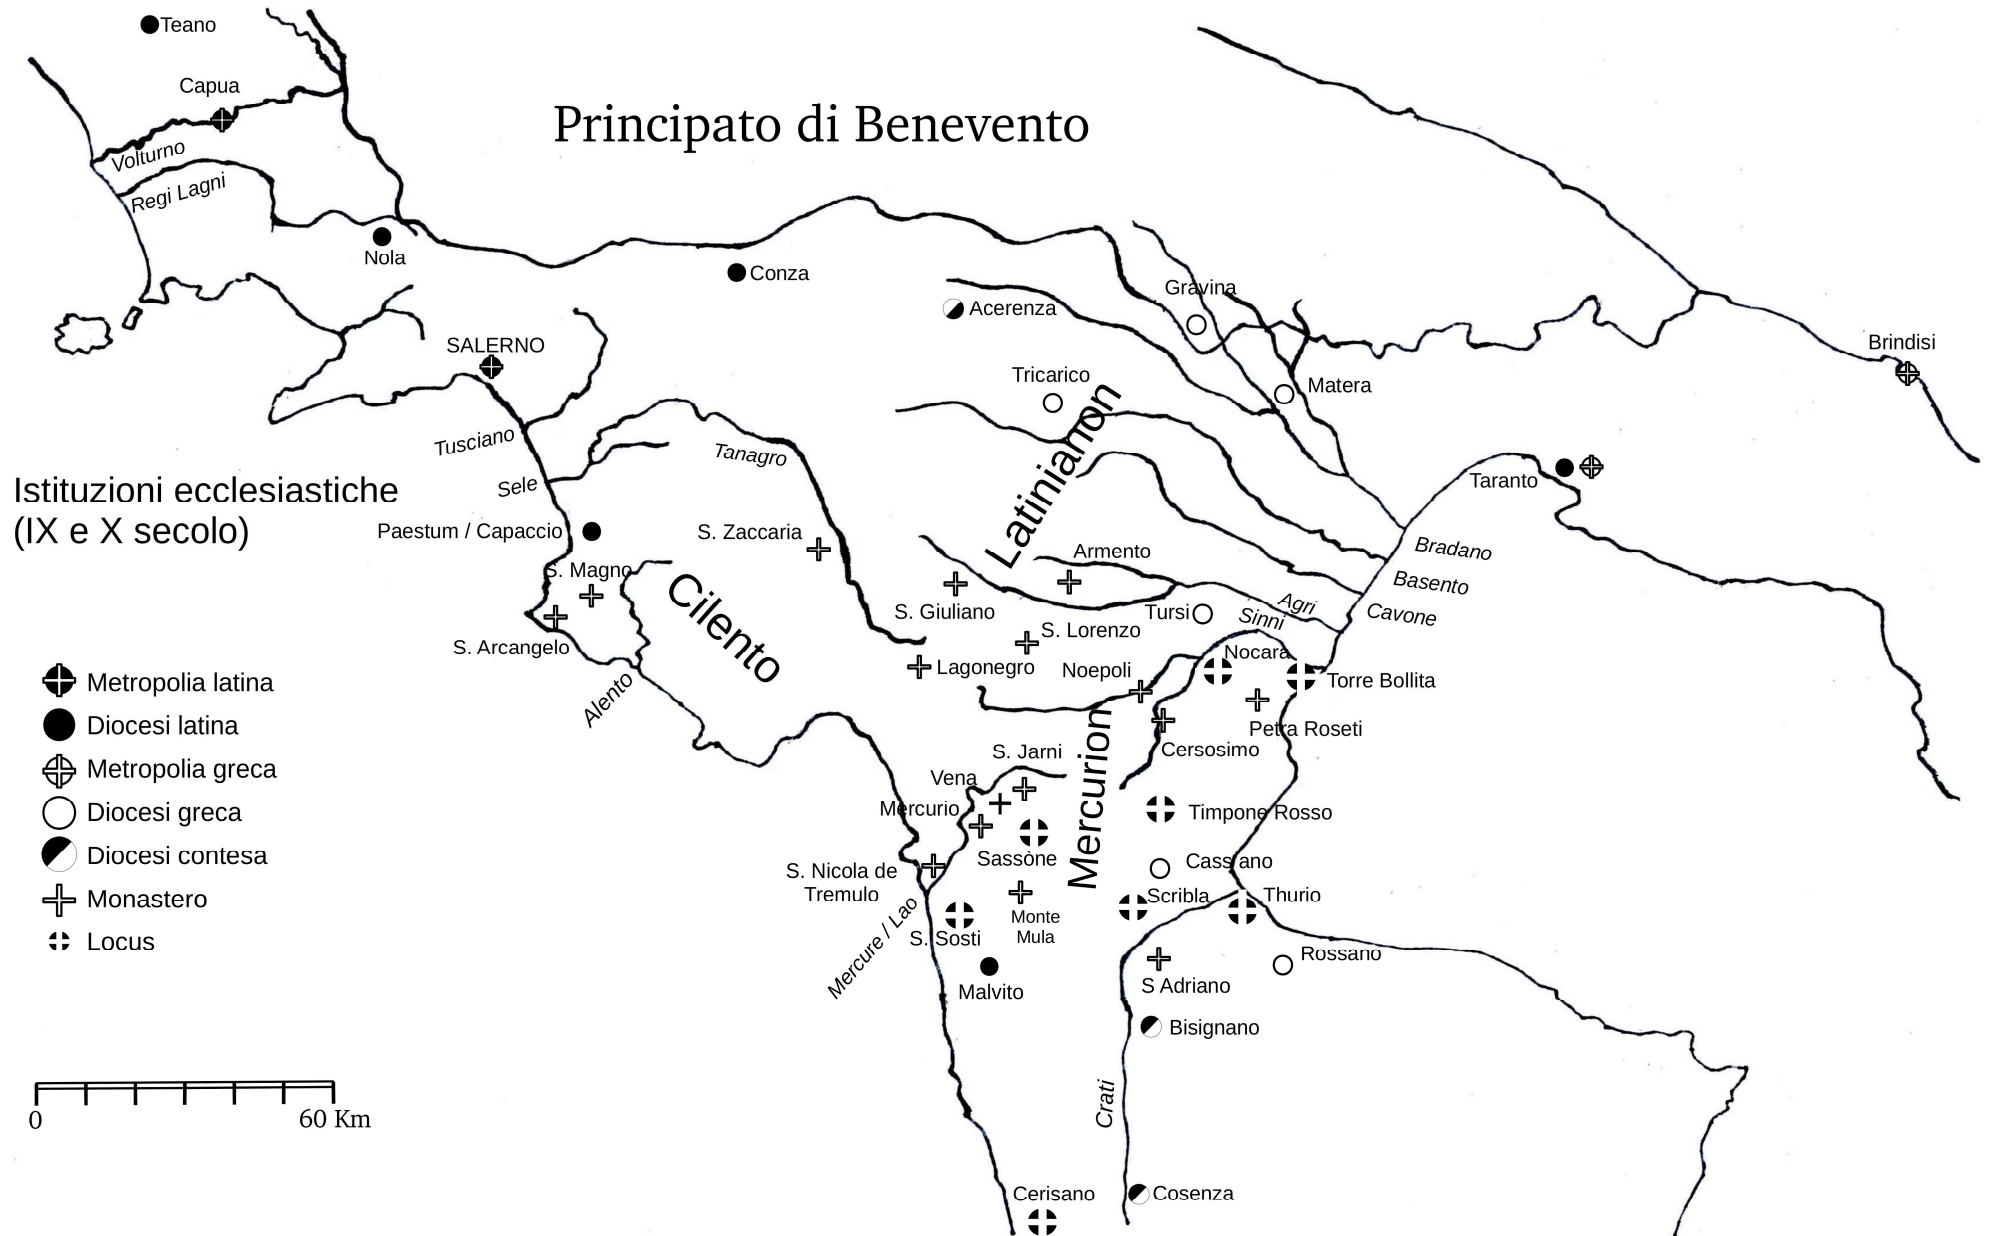 Teano
Capua
Principato di Benevento
Volturno
Regi Lagni
Nola
Conza
Gravina
Acerenza
SALERNO
Brindisi
Tricarico
Matera
Tusciano
Tanagro
Latinianon
Sele
Taranto
Istituzioni ecclesiastiche
(IX e X secolo)
Paestum / Capaccio
S. Zaccaria
Bradano
Armento
S. Magno
Basento
Cilento
S. Giuliano
Tursi
Agri
Sinni
Cavone
S. Lorenzo
S. Arcangelo
Nocara
Lagonegro
Noepoli
Torre Bollita
Alento
Petra Roseti
Cersosimo
Metropolia latina
Diocesi latina
Metropolia greca
Diocesi greca
Diocesi contesa
Monastero
Locus
S. Jarni
Vena
Mercurio
Mercurion
Timpone Rosso
Sassòne
Cassano
S. Nicola de
Tremulo
Scribla
Thurio
Monte
Mula
Mercure / Lao
S. Sosti
Rossano
S Adriano
Malvito
Bisignano
Crati
0
60 Km
Cerisano
Cosenza